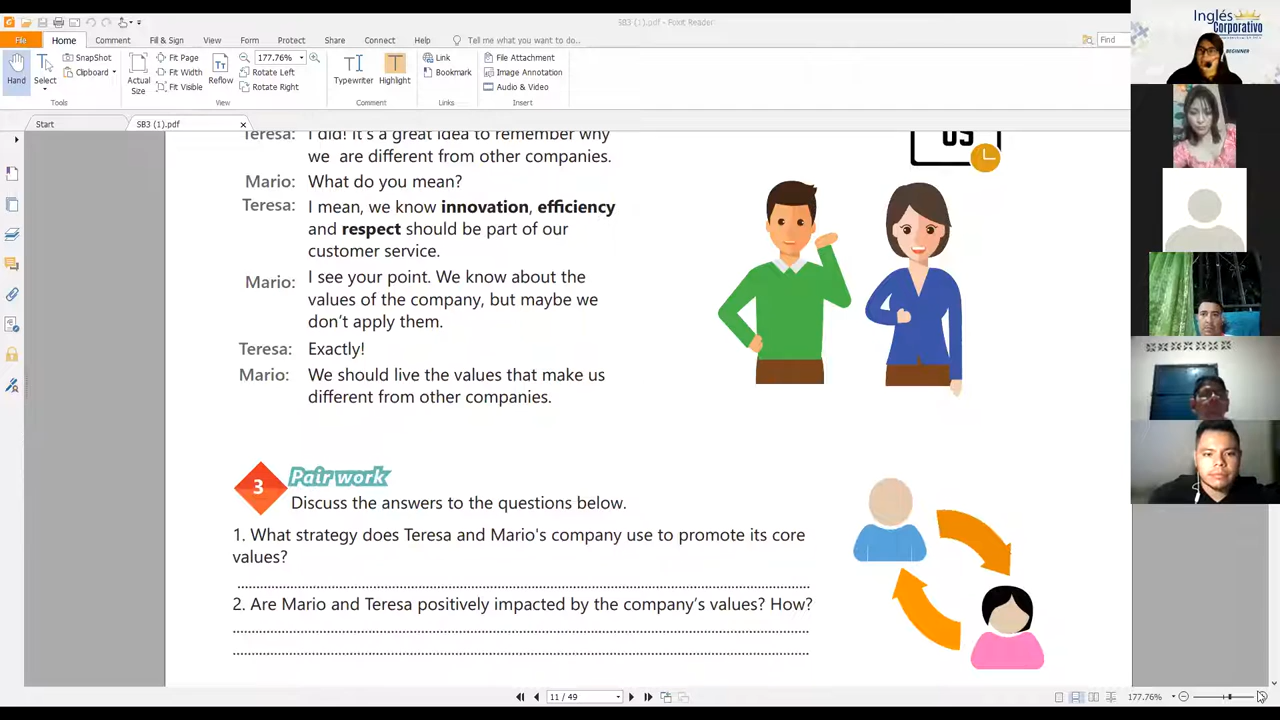 SB3 (1).pdf - Foxit Reader
File Home Comment Fill & Sign View Form Protect Share Connect Help Tell me what you want to do... Find
Hand
Select
SnapShot
Clipboard
Actual Size
Fit Page
Fit Width
Fit Visible
Reflow
177.76%
Rotate Left
Rotate Right
Typewriter
Highlight
Link
Bookmark
File Attachment
Image Annotation
Audio & Video
Tools View Comment Links Insert
Start SB3 (1).pdf
Teresa: I did! It's a great idea to remember why
we are different from other companies.
Mario: What do you mean?
Teresa: I mean, we know innovation, efficiency
and respect should be part of our
customer service.
Mario: I see your point. We know about the
values of the company, but maybe we
don't apply them.
Teresa: Exactly!
Mario: We should live the values that make us
different from other companies.
US
3 Pair work
Discuss the answers to the questions below.
1. What strategy does Teresa and Mario's company use to promote its core
values?
2. Are Mario and Teresa positively impacted by the company's values? How?
11 / 49
177.76%
Inglés
Corporativo
BEGINNER